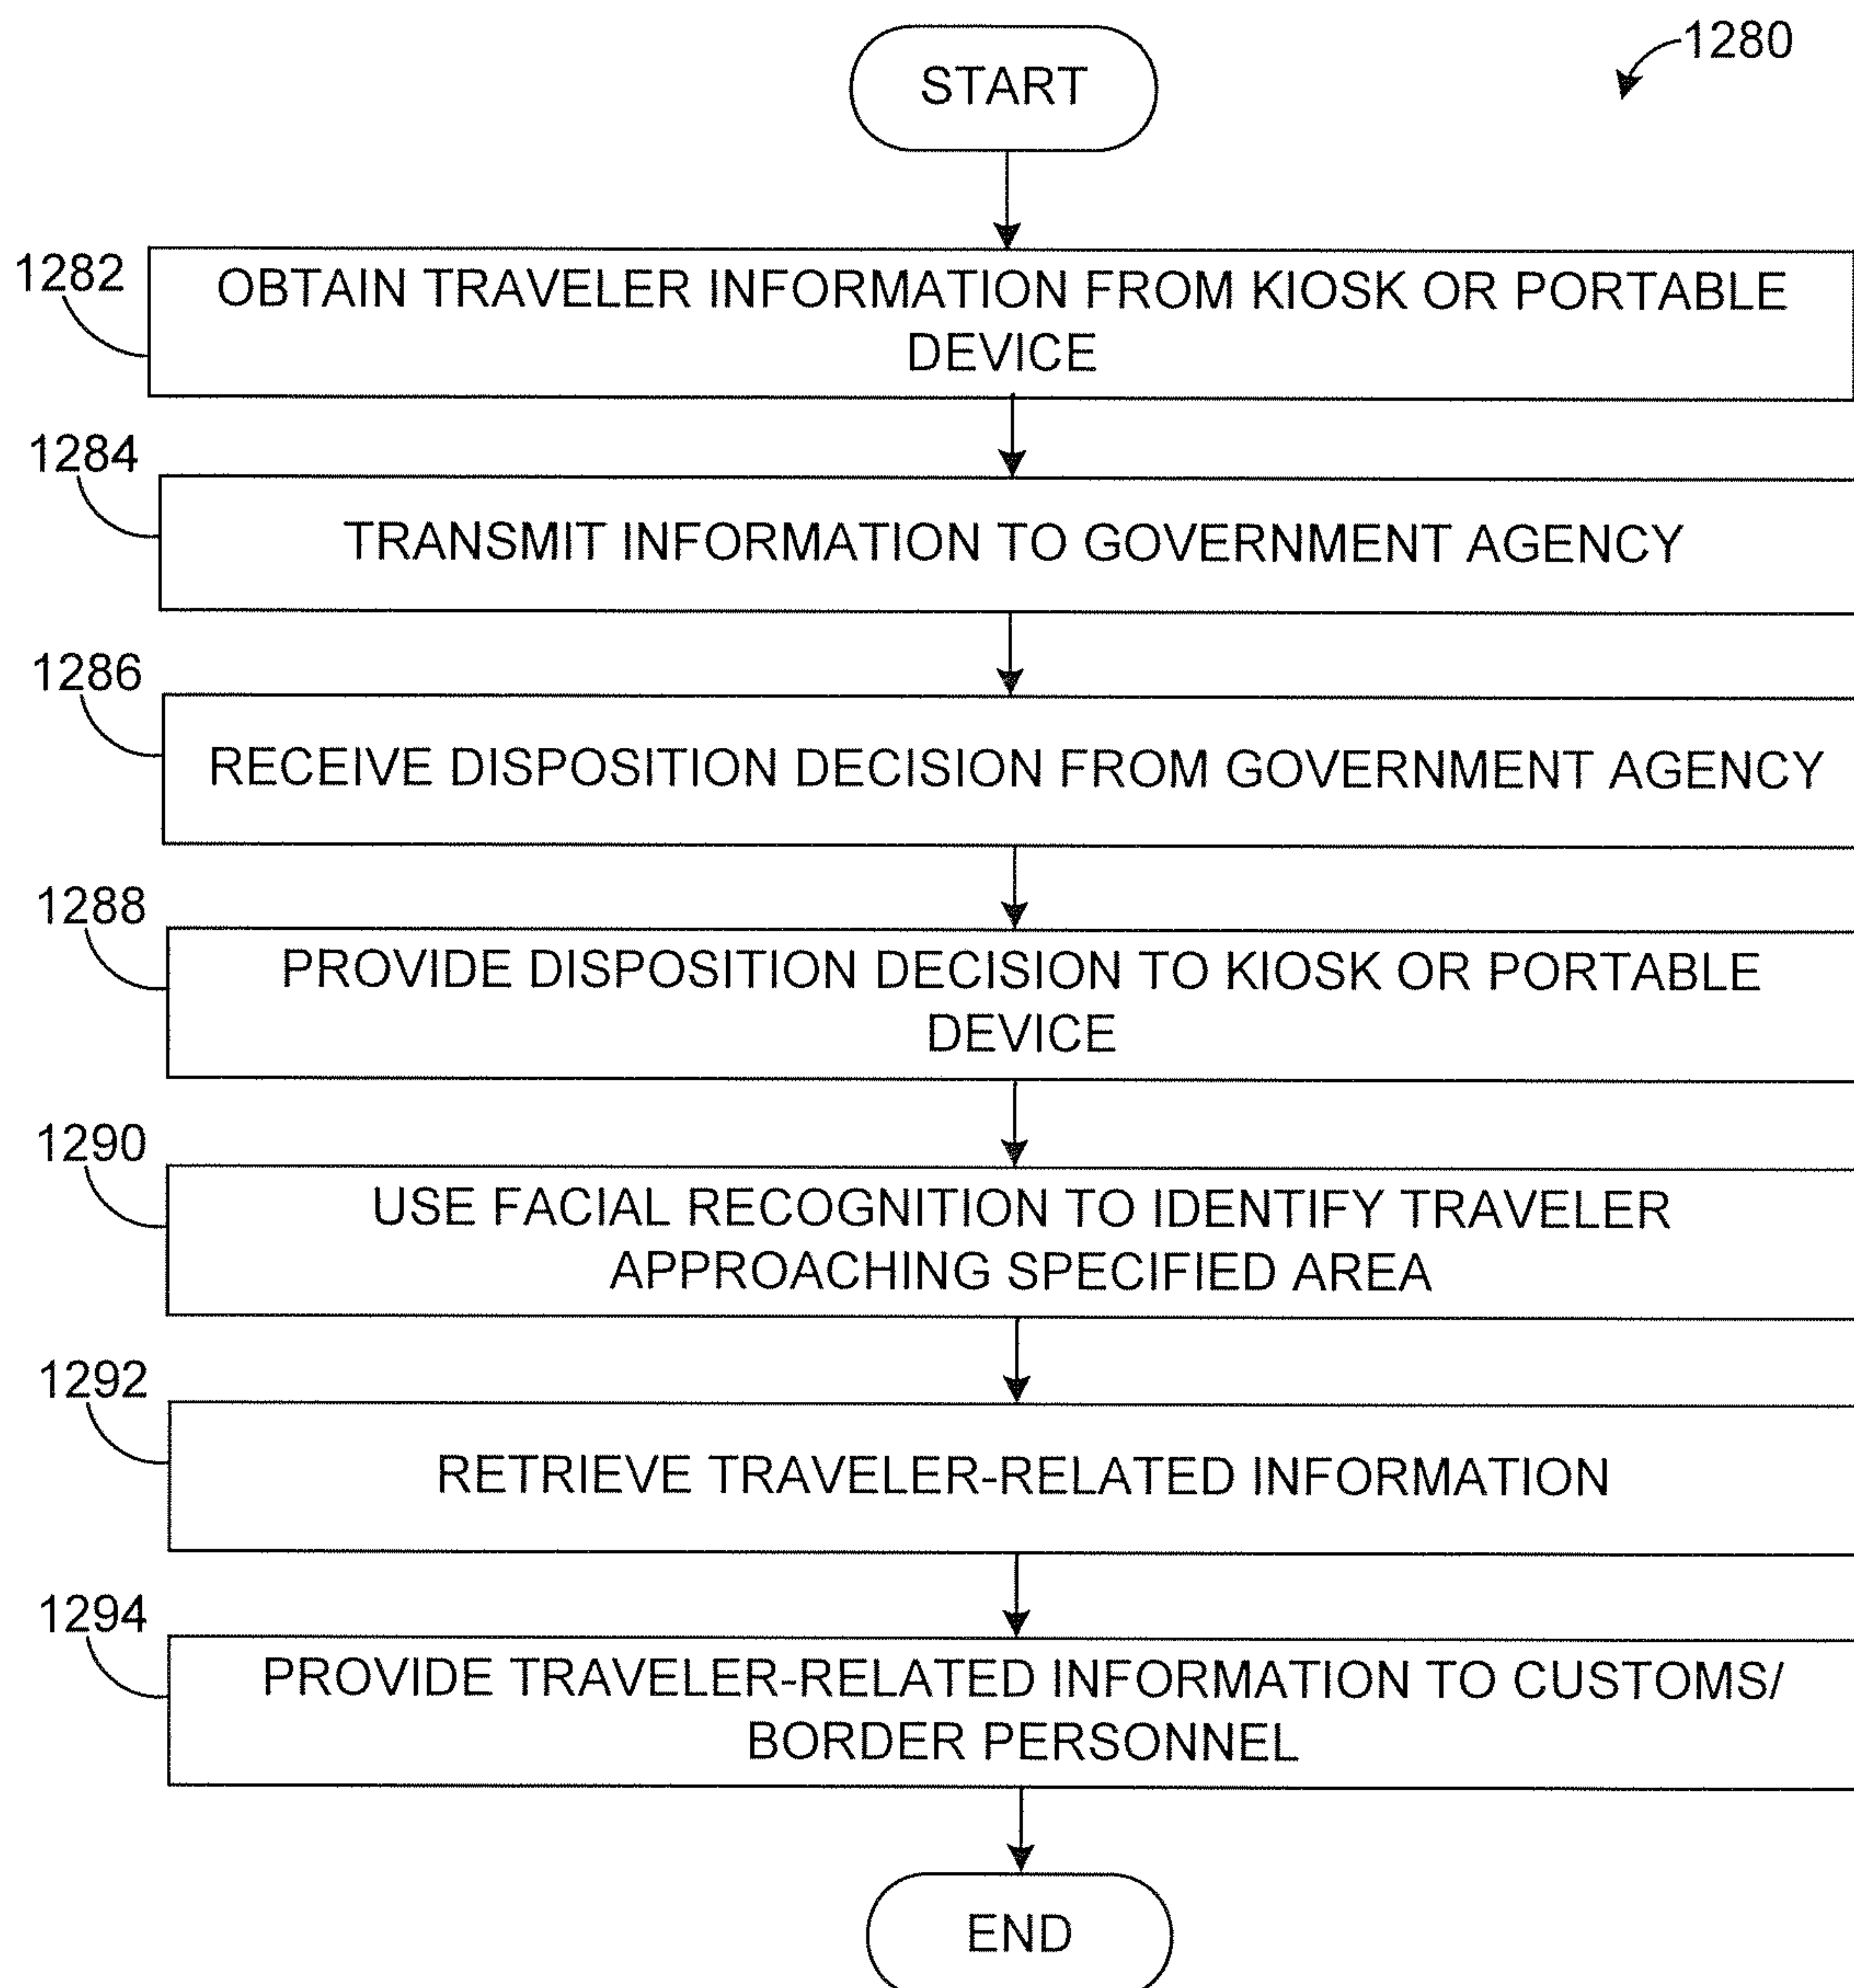 1280
START
1282
OBTAIN TRAVELER INFORMATION FROM KIOSK OR PORTABLE
DEVICE
1284
TRANSMIT INFORMATION TO GOVERNMENT AGENCY
1286
RECEIVE DISPOSITION DECISION FROM GOVERNMENT AGENCY
1288
PROVIDE DISPOSITION DECISION TO KIOSK OR PORTABLE
DEVICE
1290
USE FACIAL RECOGNITION TO IDENTIFY TRAVELER
APPROACHING SPECIFIED AREA
1292
RETRIEVE TRAVELER-RELATED INFORMATION
1294
PROVIDE TRAVELER-RELATED INFORMATION TO CUSTOMS/
BORDER PERSONNEL
END